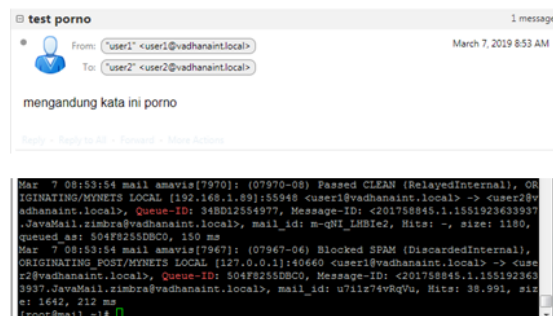 test porno 1 message
From: "user1" <user1@vadhanaint.local> March 7, 2019 8:53 AM
To: "user2" <user2@vadhanaint.local>
mengandung kata ini porno
Reply - Reply to All - Forward - More Actions
Mar 7 08:53:54 mail amavis[7970]: (07970-08) Passed CLEAN {RelayedInternal}, OR
IGINATING/MYNETS LOCAL [192.168.1.89]:55948 <user1@vadhanaint.local> -> <user2@v
adhanaint.local>, Queue-ID: 34BD12554977, Message-ID: <201758845.1.1551923633937
.JavaMail.zimbra@vadhanaint.local>, mail_id: m-qNI_LHBIe2, Hits: -, size: 1180,
queued_as: 504F8255DBC0, 150 ms
Mar 7 08:53:54 mail amavis[7967]: (07967-06) Blocked SPAM {DiscardedInternal},
ORIGINATING_POST/MYNETS LOCAL [127.0.0.1]:40660 <user1@vadhanaint.local> -> <use
r2@vadhanaint.local>, Queue-ID: 504F8255DBC0, Message-ID: <201758845.1.155192363
3937.JavaMail.zimbra@vadhanaint.local>, mail_id: u7i1z74vRqVu, Hits: 38.991, siz
e: 1642, 212 ms
[root@mail ~]#